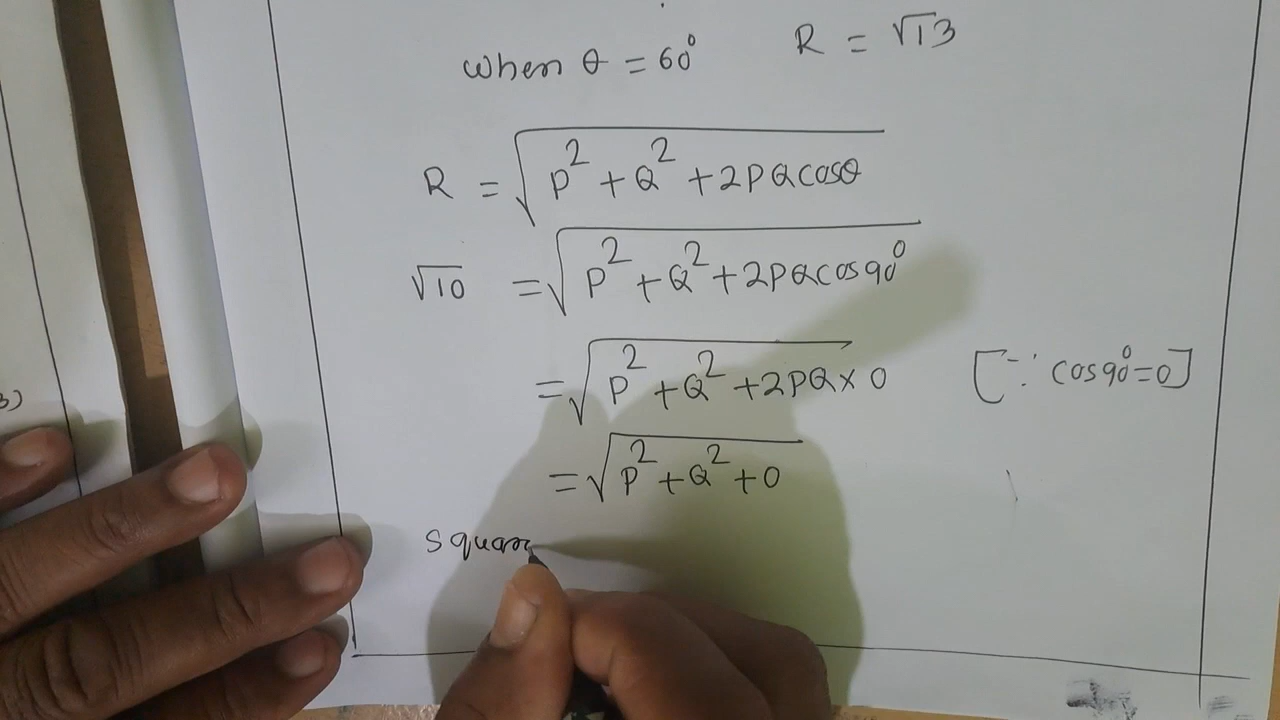 when θ = 60° R = √13
R = √P² + Q² + 2PQcosθ
√10 = √P² + Q² + 2PQcos90°
= √P² + Q² + 2PQ × 0 [∵ cos90° = 0]
= √P² + Q² + 0
3)
squar